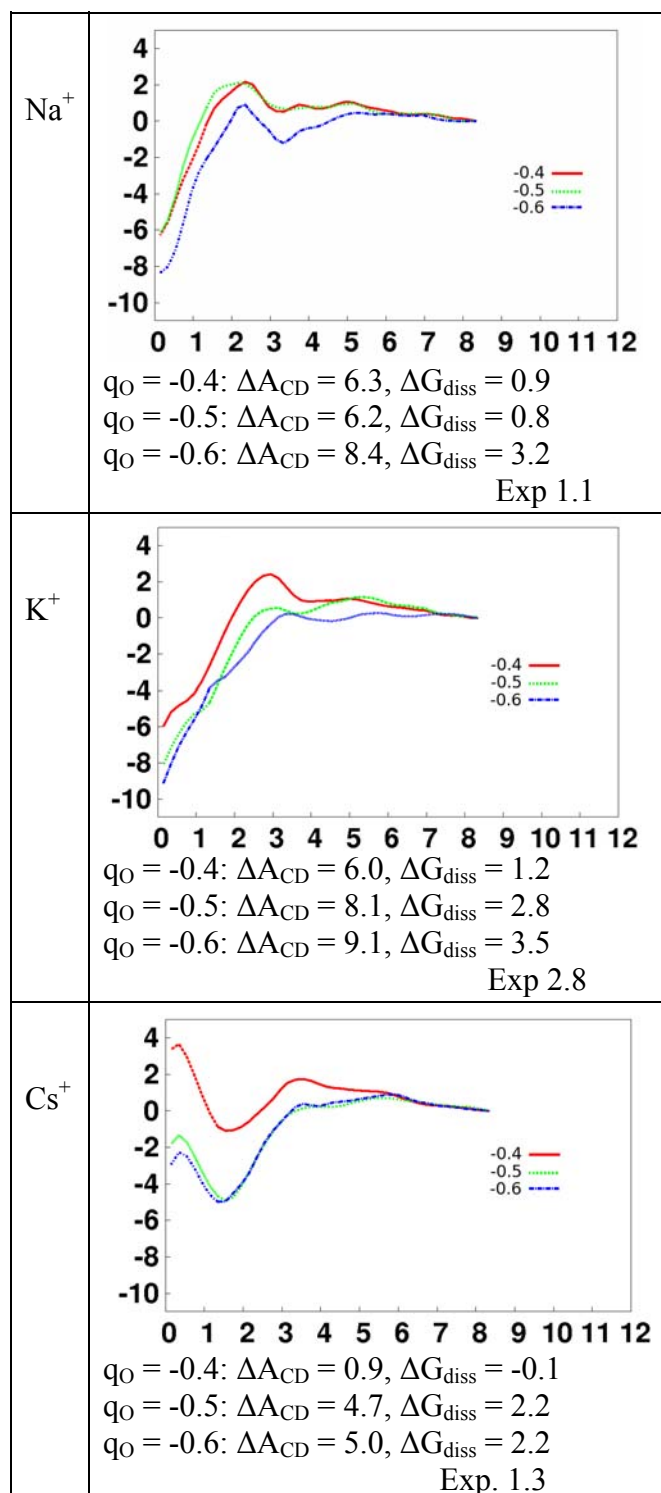 Na⁺
4
2
0
-2
-4
-6
-8
-10
-0.4
-0.5
-0.6
0 1 2 3 4 5 6 7 8 9 10 11 12
qO = -0.4: ΔACD = 6.3, ΔGdiss = 0.9
qO = -0.5: ΔACD = 6.2, ΔGdiss = 0.8
qO = -0.6: ΔACD = 8.4, ΔGdiss = 3.2
Exp 1.1
K⁺
4
2
0
-2
-4
-6
-8
-10
-0.4
-0.5
-0.6
0 1 2 3 4 5 6 7 8 9 10 11 12
qO = -0.4: ΔACD = 6.0, ΔGdiss = 1.2
qO = -0.5: ΔACD = 8.1, ΔGdiss = 2.8
qO = -0.6: ΔACD = 9.1, ΔGdiss = 3.5
Exp 2.8
Cs⁺
4
2
0
-2
-4
-6
-8
-10
-0.4
-0.5
-0.6
0 1 2 3 4 5 6 7 8 9 10 11 12
qO = -0.4: ΔACD = 0.9, ΔGdiss = -0.1
qO = -0.5: ΔACD = 4.7, ΔGdiss = 2.2
qO = -0.6: ΔACD = 5.0, ΔGdiss = 2.2
Exp. 1.3